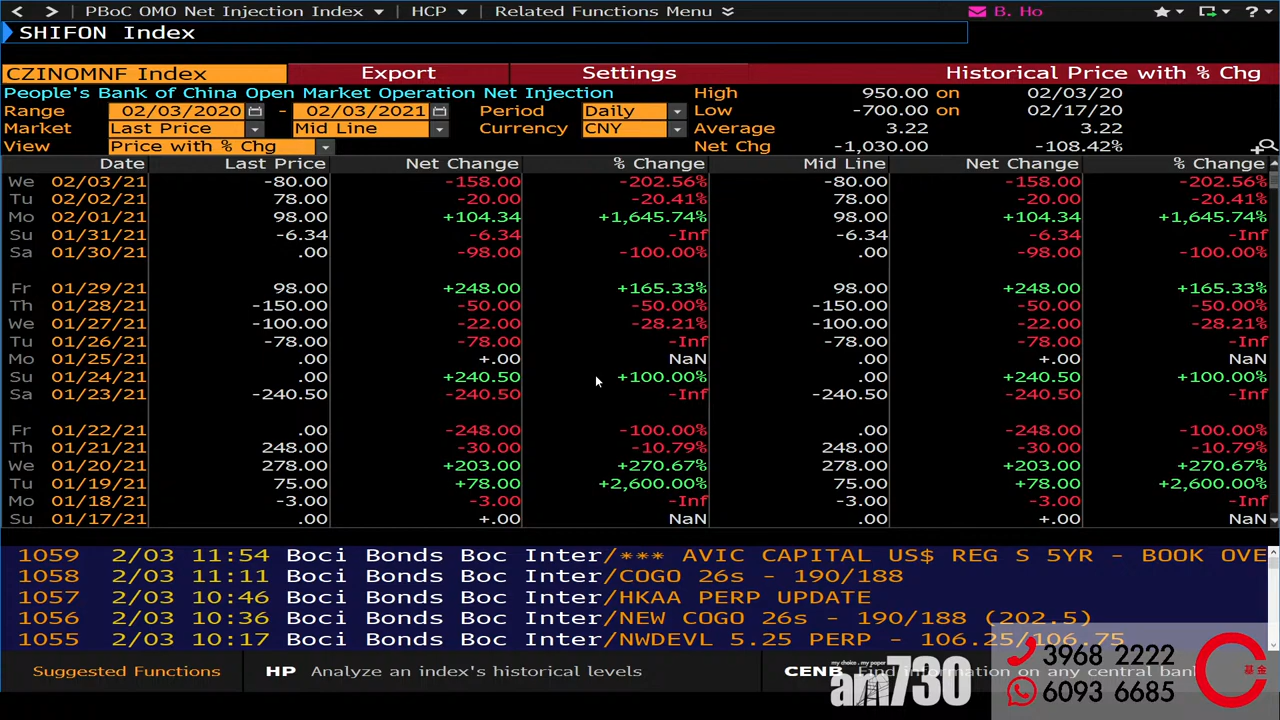 PBoC OMO Net Injection Index HCP Related Functions Menu B. Ho ?
SHIFON Index
CZINOMNF Index Export Settings Historical Price with % Chg
People's Bank of China Open Market Operation Net Injection High 950.00 on 02/03/20
Range 02/03/2020 - 02/03/2021 Period Daily Low -700.00 on 02/17/20
Market Last Price Mid Line Currency CNY Average 3.22 3.22
View Price with % Chg Net Chg -1,030.00 -108.42%
Date Last Price Net Change % Change Mid Line Net Change % Change
We 02/03/21 -80.00 -158.00 -202.56% -80.00 -158.00 -202.56%
Tu 02/02/21 78.00 -20.00 -20.41% 78.00 -20.00 -20.41%
Mo 02/01/21 98.00 +104.34 +1,645.74% 98.00 +104.34 +1,645.74%
Su 01/31/21 -6.34 -6.34 -Inf -6.34 -6.34 -Inf
Sa 01/30/21 .00 -98.00 -100.00% .00 -98.00 -100.00%
Fr 01/29/21 98.00 +248.00 +165.33% 98.00 +248.00 +165.33%
Th 01/28/21 -150.00 -50.00 -50.00% -150.00 -50.00 -50.00%
We 01/27/21 -100.00 -22.00 -28.21% -100.00 -22.00 -28.21%
Tu 01/26/21 -78.00 -78.00 -Inf -78.00 -78.00 -Inf
Mo 01/25/21 .00 +.00 NaN .00 +.00 NaN
Su 01/24/21 .00 +240.50 +100.00% .00 +240.50 +100.00%
Sa 01/23/21 -240.50 -240.50 -Inf -240.50 -240.50 -Inf
Fr 01/22/21 .00 -248.00 -100.00% .00 -248.00 -100.00%
Th 01/21/21 248.00 -30.00 -10.79% 248.00 -30.00 -10.79%
We 01/20/21 278.00 +203.00 +270.67% 278.00 +203.00 +270.67%
Tu 01/19/21 75.00 +78.00 +2,600.00% 75.00 +78.00 +2,600.00%
Mo 01/18/21 -3.00 -3.00 -Inf -3.00 -3.00 -Inf
Su 01/17/21 .00 +.00 NaN .00 +.00 NaN
1059 2/03 11:54 Boci Bonds Boc Inter/*** AVIC CAPITAL US$ REG S 5YR - BOOK OVE
1058 2/03 11:11 Boci Bonds Boc Inter/COGO 26s - 190/188
1057 2/03 10:46 Boci Bonds Boc Inter/HKAA PERP UPDATE
1056 2/03 10:36 Boci Bonds Boc Inter/NEW COGO 26s - 190/188 (202.5)
1055 2/03 10:17 Boci Bonds Boc Inter/NWDEVL 5.25 PERP - 106.25/106.75
Suggested Functions HP Analyze an index's historical levels CENB Find information on any central bank
my choice . my paper
am730
3968 2222
6093 6685
基金